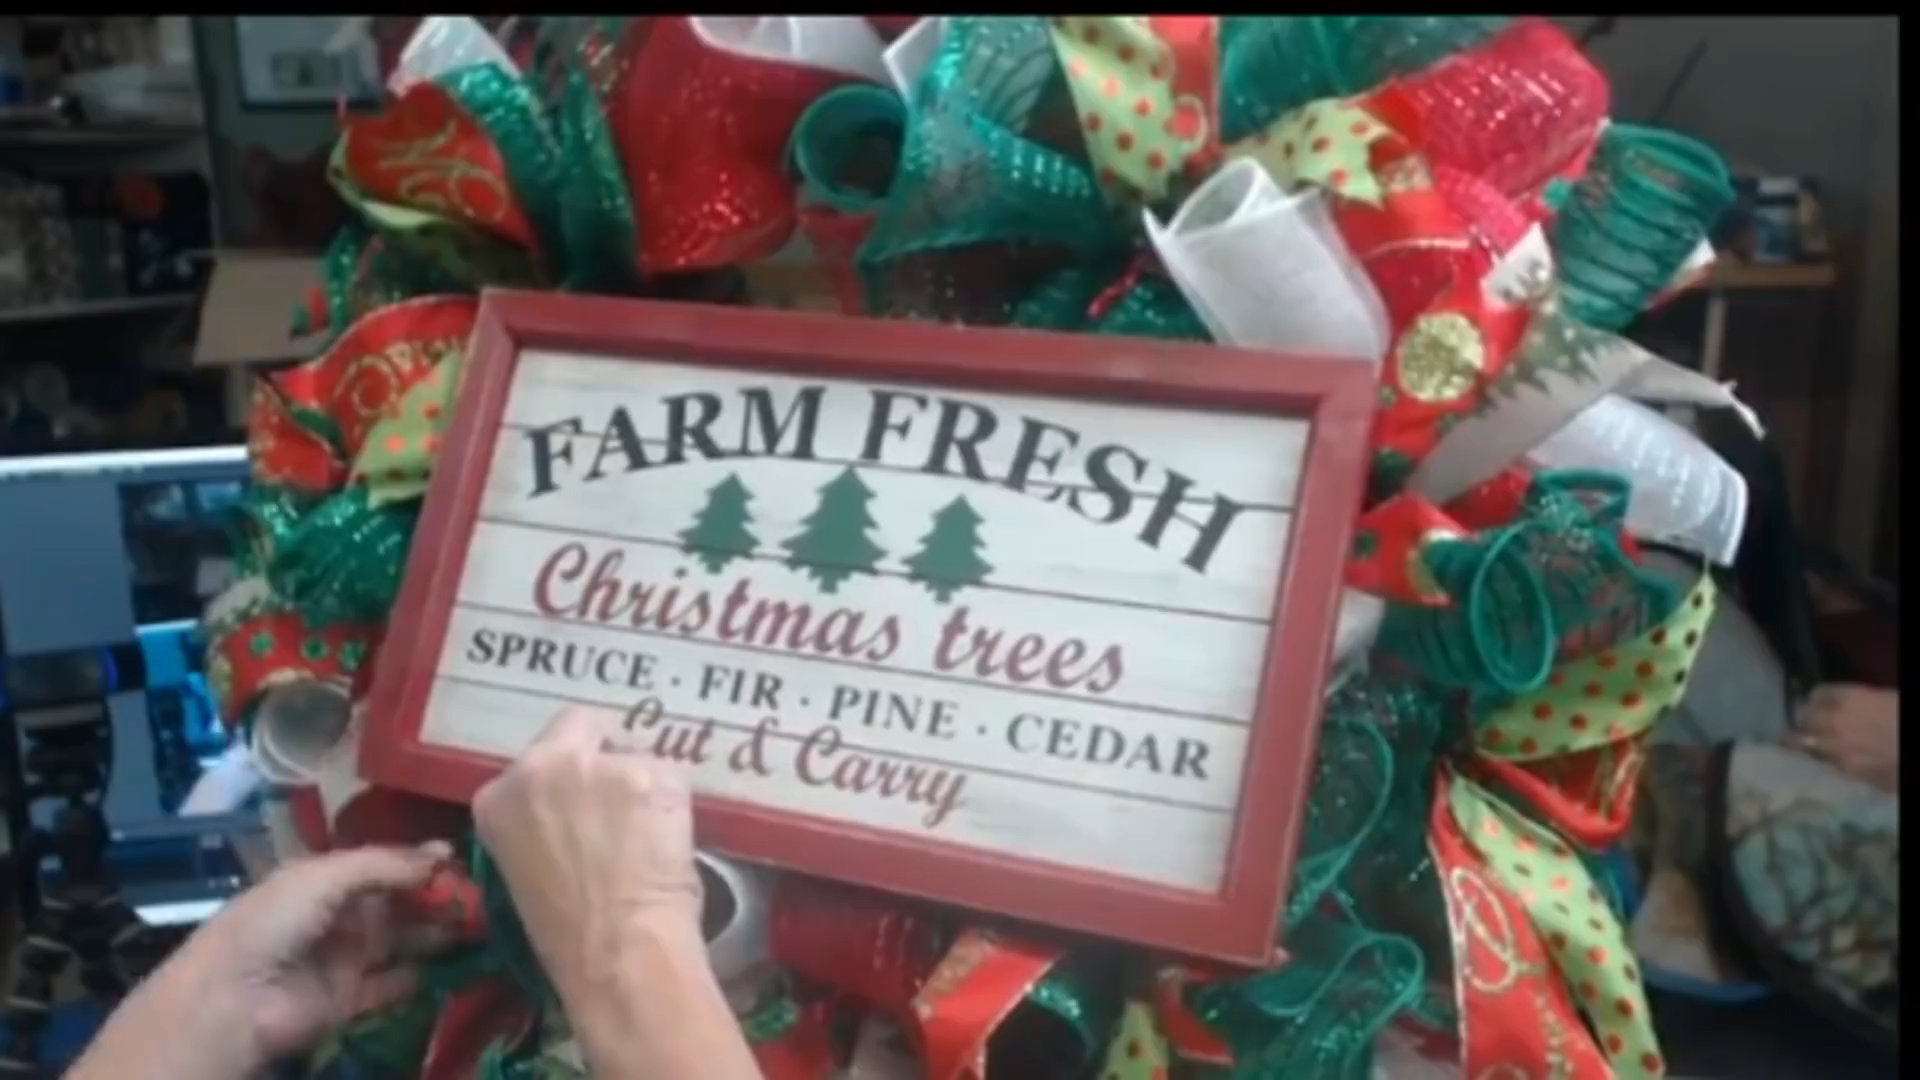 FARM FRESH
Christmas trees
SPRUCE · FIR · PINE · CEDAR
Cut & Carry